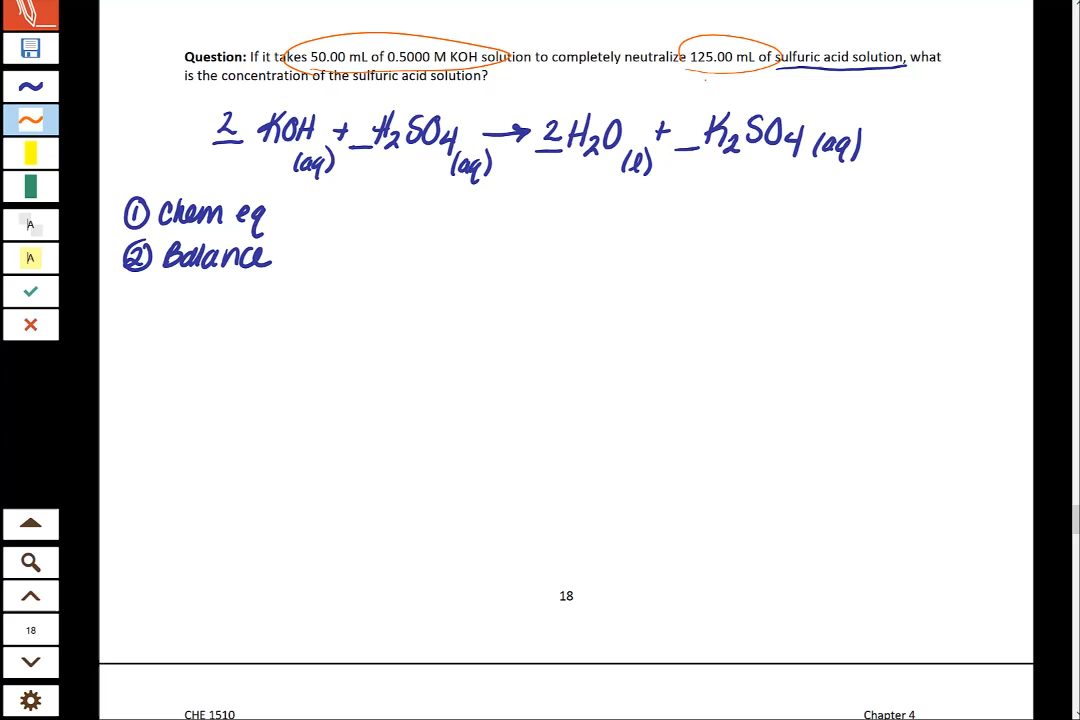 Question: If it takes 50.00 mL of 0.5000 M KOH solution to completely neutralize 125.00 mL of sulfuric acid solution, what
is the concentration of the sulfuric acid solution?
2 KOH (aq) + _H₂SO₄ (aq) → 2 H₂O (l) + _K₂SO₄ (aq)
① Chem eq
② Balance
A
A
18
18
CHE 1510 Chapter 4